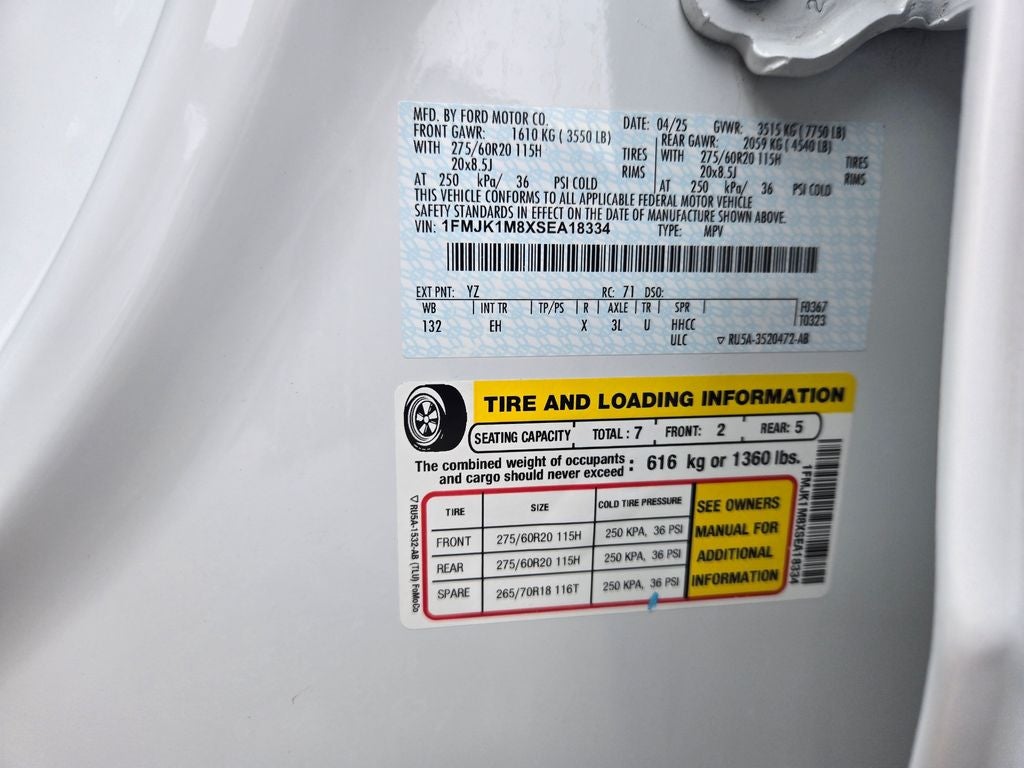 MFD. BY FORD MOTOR CO. DATE: 04/25 GVWR: 3515 KG ( 7750 LB)
FRONT GAWR: 1610 KG ( 3550 LB) REAR GAWR: 2059 KG ( 4540 LB)
WITH 275/60R20 115H TIRES WITH 275/60R20 115H TIRES
20x8.5J RIMS 20x8.5J RIMS
AT 250 kPa/ 36 PSI COLD AT 250 kPa/ 36 PSI COLD
THIS VEHICLE CONFORMS TO ALL APPLICABLE FEDERAL MOTOR VEHICLE
SAFETY STANDARDS IN EFFECT ON THE DATE OF MANUFACTURE SHOWN ABOVE.
VIN: 1FMJK1M8XSEA18334 TYPE: MPV
EXT PNT: YZ RC: 71 DSO:
WB INT TR TP/PS R AXLE TR SPR F0367
132 EH X 3L U HHCC T0323
ULC ▽ RU5A-3520472-AB
TIRE AND LOADING INFORMATION
SEATING CAPACITY TOTAL : 7 FRONT: 2 REAR: 5
The combined weight of occupants
and cargo should never exceed : 616 kg or 1360 lbs.
TIRE SIZE COLD TIRE PRESSURE
FRONT 275/60R20 115H 250 KPA, 36 PSI
REAR 275/60R20 115H 250 KPA, 36 PSI
SPARE 265/70R18 116T 250 KPA, 36 PSI
SEE OWNERS
MANUAL FOR
ADDITIONAL
INFORMATION
▽ RU5A-1532-AB (TLU) FoMoCo
1FMJK1M8XSEA18334